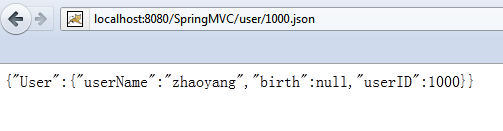 localhost:8080/SpringMVC/user/1000.json
{"User":{"userName":"zhaoyang","birth":null,"userID":1000}}